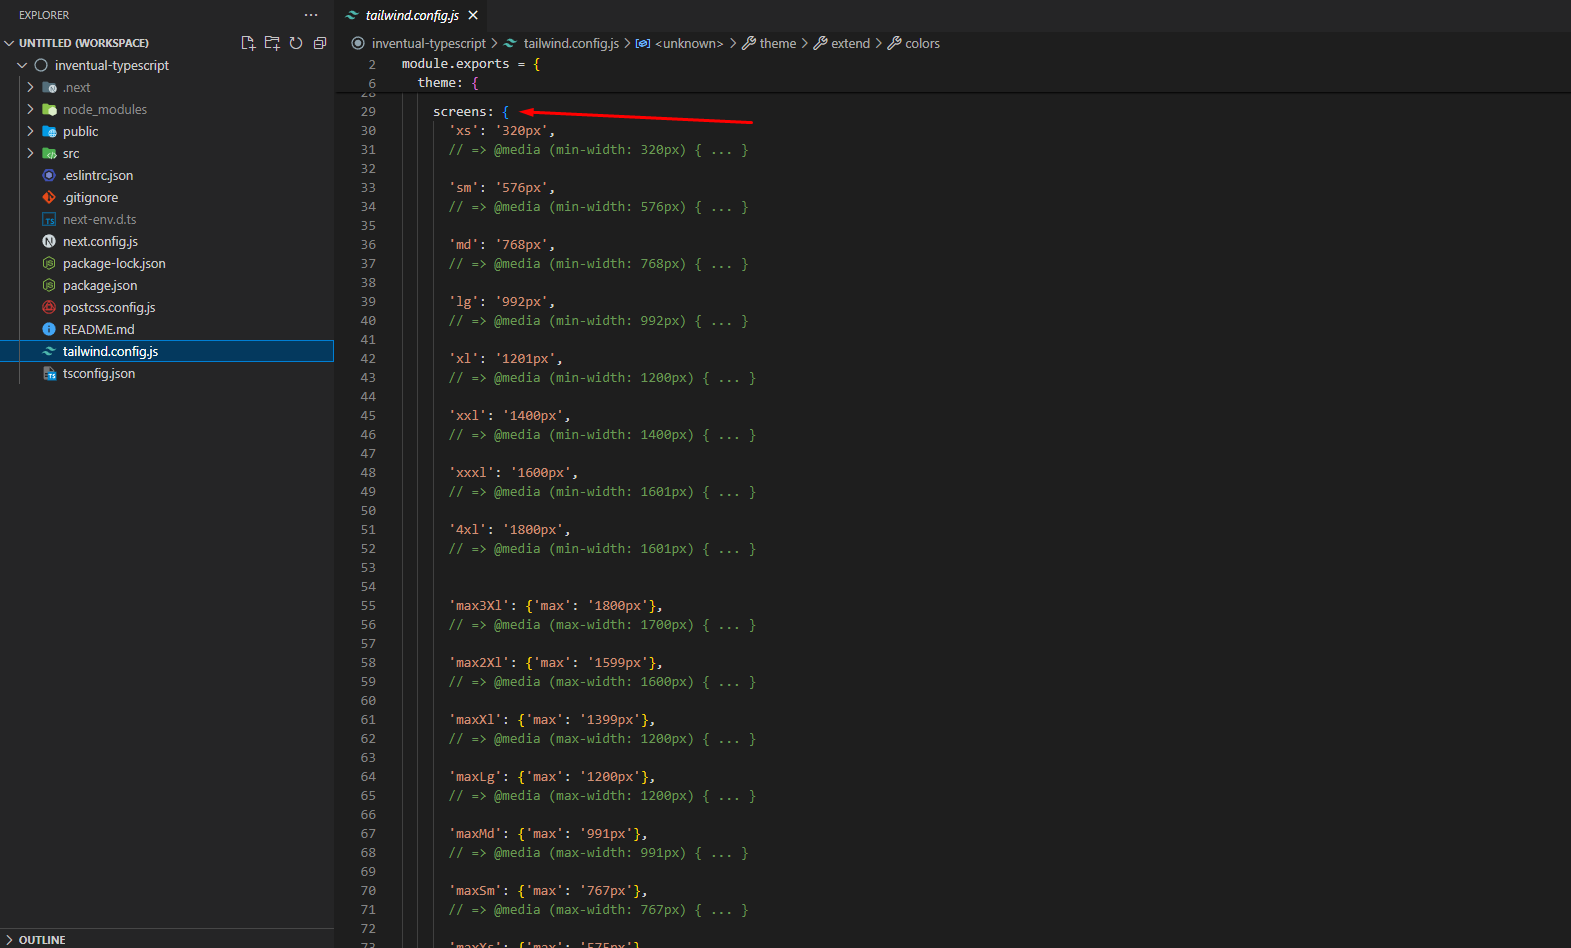 EXPLORER
···
tailwind.config.js
UNTITLED (WORKSPACE)
inventual-typescript > tailwind.config.js > <unknown> > theme > extend > colors
inventual-typescript
.next
node_modules
public
src
.eslintrc.json
.gitignore
next-env.d.ts
next.config.js
package-lock.json
package.json
postcss.config.js
README.md
tailwind.config.js
tsconfig.json
OUTLINE
2 module.exports = {
6 theme: {
28
29 screens: {
30 'xs': '320px',
31 // => @media (min-width: 320px) { ... }
32
33 'sm': '576px',
34 // => @media (min-width: 576px) { ... }
35
36 'md': '768px',
37 // => @media (min-width: 768px) { ... }
38
39 'lg': '992px',
40 // => @media (min-width: 992px) { ... }
41
42 'xl': '1201px',
43 // => @media (min-width: 1200px) { ... }
44
45 'xxl': '1400px',
46 // => @media (min-width: 1400px) { ... }
47
48 'xxxl': '1600px',
49 // => @media (min-width: 1601px) { ... }
50
51 '4xl': '1800px',
52 // => @media (min-width: 1601px) { ... }
53
54
55 'max3Xl': {'max': '1800px'},
56 // => @media (max-width: 1700px) { ... }
57
58 'max2Xl': {'max': '1599px'},
59 // => @media (max-width: 1600px) { ... }
60
61 'maxXl': {'max': '1399px'},
62 // => @media (max-width: 1200px) { ... }
63
64 'maxLg': {'max': '1200px'},
65 // => @media (max-width: 1200px) { ... }
66
67 'maxMd': {'max': '991px'},
68 // => @media (max-width: 991px) { ... }
69
70 'maxSm': {'max': '767px'},
71 // => @media (max-width: 767px) { ... }
72
73 'maxXs': {'max': '575px'},